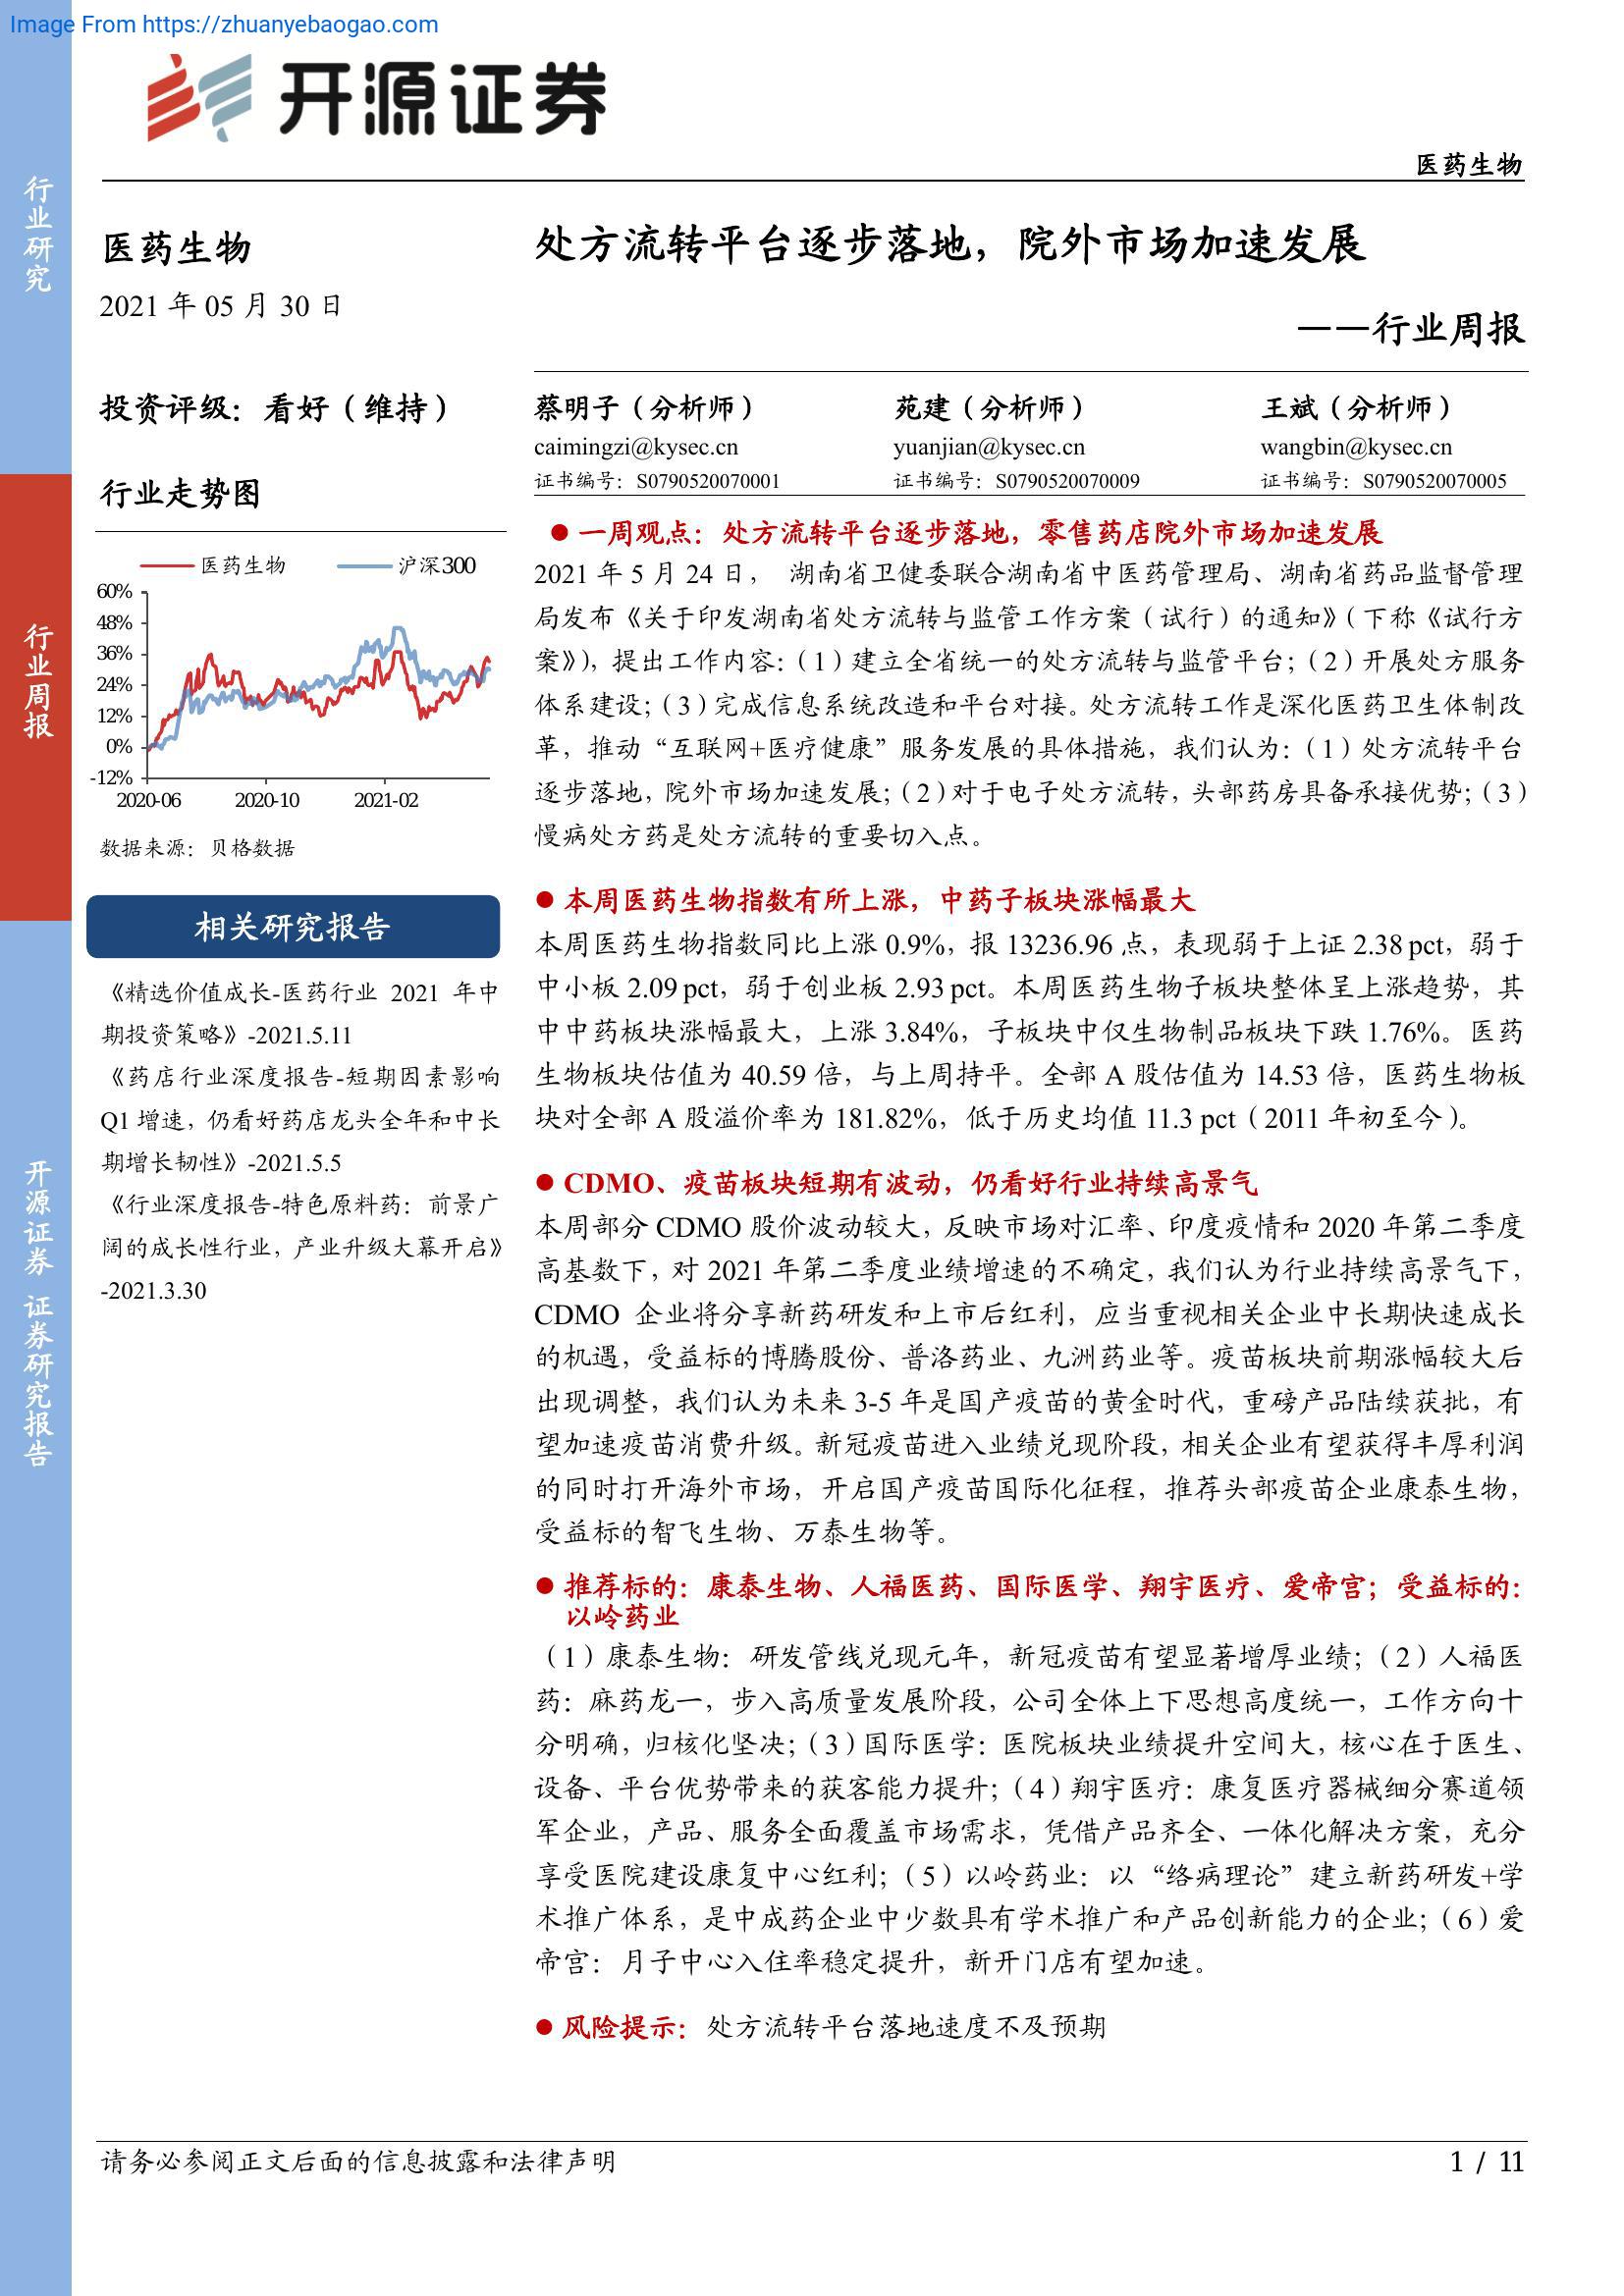 Image From https://zhuanyebaogao.com
开源证券
医药生物
行业研究
行业周报
开源证券 证券研究报告
医药生物
2021 年 05 月 30 日
投资评级：看好（维持）
行业走势图
医药生物 沪深300
60%
48%
36%
24%
12%
0%
-12%
2020-06 2020-10 2021-02
数据来源：贝格数据
相关研究报告
《精选价值成长-医药行业 2021 年中
期投资策略》-2021.5.11
《药店行业深度报告-短期因素影响
Q1 增速，仍看好药店龙头全年和中长
期增长韧性》-2021.5.5
《行业深度报告-特色原料药：前景广
阔的成长性行业，产业升级大幕开启》
-2021.3.30
处方流转平台逐步落地，院外市场加速发展
——行业周报
蔡明子（分析师） 苑建（分析师） 王斌（分析师）
caimingzi@kysec.cn yuanjian@kysec.cn wangbin@kysec.cn
证书编号：S0790520070001 证书编号：S0790520070009 证书编号：S0790520070005
● 一周观点：处方流转平台逐步落地，零售药店院外市场加速发展
2021 年 5 月 24 日， 湖南省卫健委联合湖南省中医药管理局、湖南省药品监督管理
局发布《关于印发湖南省处方流转与监管工作方案（试行）的通知》（下称《试行方
案》），提出工作内容：（1）建立全省统一的处方流转与监管平台；（2）开展处方服务
体系建设；（3）完成信息系统改造和平台对接。处方流转工作是深化医药卫生体制改
革，推动“互联网+医疗健康”服务发展的具体措施，我们认为：（1）处方流转平台
逐步落地，院外市场加速发展；（2）对于电子处方流转，头部药房具备承接优势；（3）
慢病处方药是处方流转的重要切入点。
● 本周医药生物指数有所上涨，中药子板块涨幅最大
本周医药生物指数同比上涨 0.9%，报 13236.96 点，表现弱于上证 2.38 pct，弱于
中小板 2.09 pct，弱于创业板 2.93 pct。本周医药生物子板块整体呈上涨趋势，其
中中药板块涨幅最大，上涨 3.84%，子板块中仅生物制品板块下跌 1.76%。医药
生物板块估值为 40.59 倍，与上周持平。全部 A 股估值为 14.53 倍，医药生物板
块对全部 A 股溢价率为 181.82%，低于历史均值 11.3 pct（2011 年初至今）。
● CDMO、疫苗板块短期有波动，仍看好行业持续高景气
本周部分 CDMO 股价波动较大，反映市场对汇率、印度疫情和 2020 年第二季度
高基数下，对 2021 年第二季度业绩增速的不确定，我们认为行业持续高景气下，
CDMO 企业将分享新药研发和上市后红利，应当重视相关企业中长期快速成长
的机遇，受益标的博腾股份、普洛药业、九洲药业等。疫苗板块前期涨幅较大后
出现调整，我们认为未来 3-5 年是国产疫苗的黄金时代，重磅产品陆续获批，有
望加速疫苗消费升级。新冠疫苗进入业绩兑现阶段，相关企业有望获得丰厚利润
的同时打开海外市场，开启国产疫苗国际化征程，推荐头部疫苗企业康泰生物，
受益标的智飞生物、万泰生物等。
● 推荐标的：康泰生物、人福医药、国际医学、翔宇医疗、爱帝宫；受益标的：
以岭药业
（1）康泰生物：研发管线兑现元年，新冠疫苗有望显著增厚业绩；（2）人福医
药：麻药龙一，步入高质量发展阶段，公司全体上下思想高度统一，工作方向十
分明确，归核化坚决；（3）国际医学：医院板块业绩提升空间大，核心在于医生、
设备、平台优势带来的获客能力提升；（4）翔宇医疗：康复医疗器械细分赛道领
军企业，产品、服务全面覆盖市场需求，凭借产品齐全、一体化解决方案，充分
享受医院建设康复中心红利；（5）以岭药业：以“络病理论”建立新药研发+学
术推广体系，是中成药企业中少数具有学术推广和产品创新能力的企业；（6）爱
帝宫：月子中心入住率稳定提升，新开门店有望加速。
● 风险提示：处方流转平台落地速度不及预期
请务必参阅正文后面的信息披露和法律声明 1 / 11